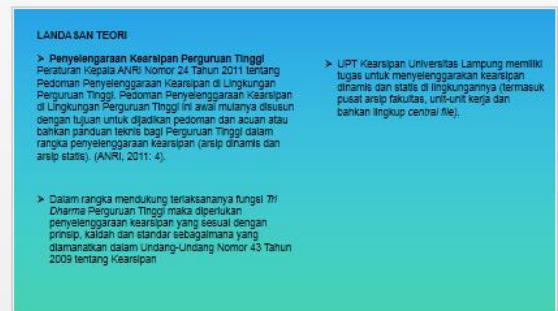 LANDASAN TEORI
➤ Penyelengaraan Kearsipan Perguruan Tinggi
Peraturan Kepala ANRI Nomor 24 Tahun 2011 tentang
Pedoman Penyelenggaraan Kearsipan di Lingkungan
Perguruan Tinggi. Pedoman Penyelenggaraan Kearsipan
di Lingkungan Perguruan Tinggi ini awal mulanya disusun
dengan tujuan untuk dijadikan pedoman dan acuan atau
bahkan panduan teknis bagi Perguruan Tinggi dalam
rangka penyelenggaraan kearsipan (arsip dinamis dan
arsip statis). (ANRI, 2011: 4).
➤ Dalam rangka mendukung terlaksananya fungsi Tri
Dharma Perguruan Tinggi maka diperlukan
penyelenggaraan kearsipan yang sesuai dengan
prinsip, kaidah dan standar sebagaimana yang
diamanatkan dalam Undang-Undang Nomor 43 Tahun
2009 tentang Kearsipan
➤ UPT Kearsipan Universitas Lampung memiliki
tugas untuk menyelenggarakan kearsipan
dinamis dan statis di lingkungannya (termasuk
pusat arsip fakultas, unit-unit kerja dan
bahkan lingkup central file).